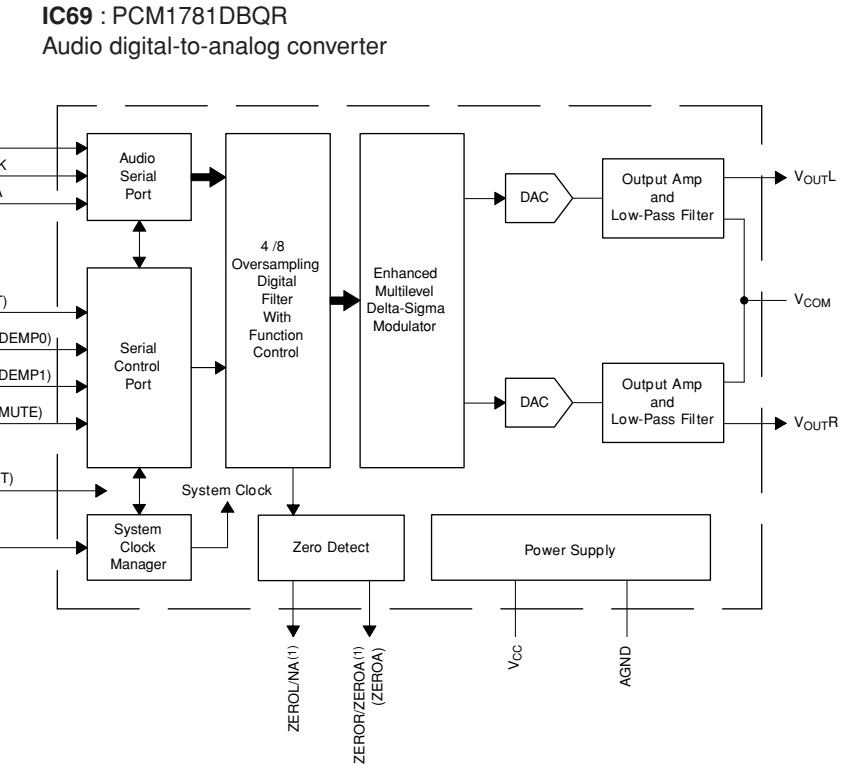 IC69 : PCM1781DBQR
Audio digital-to-analog converter
K
A
Audio
Serial
Port
T)
DEMP0)
DEMP1)
MUTE)
Serial
Control
Port
T)
System Clock
System
Clock
Manager
4 /8
Oversampling
Digital
Filter
With
Function
Control
Enhanced
Multilevel
Delta-Sigma
Modulator
DAC
Output Amp
and
Low-Pass Filter
VOUTL
VCOM
DAC
Output Amp
and
Low-Pass Filter
VOUTR
Zero Detect
Power Supply
ZEROL/NA(1)
ZEROR/ZEROA(1)
(ZEROA)
VCC
AGND